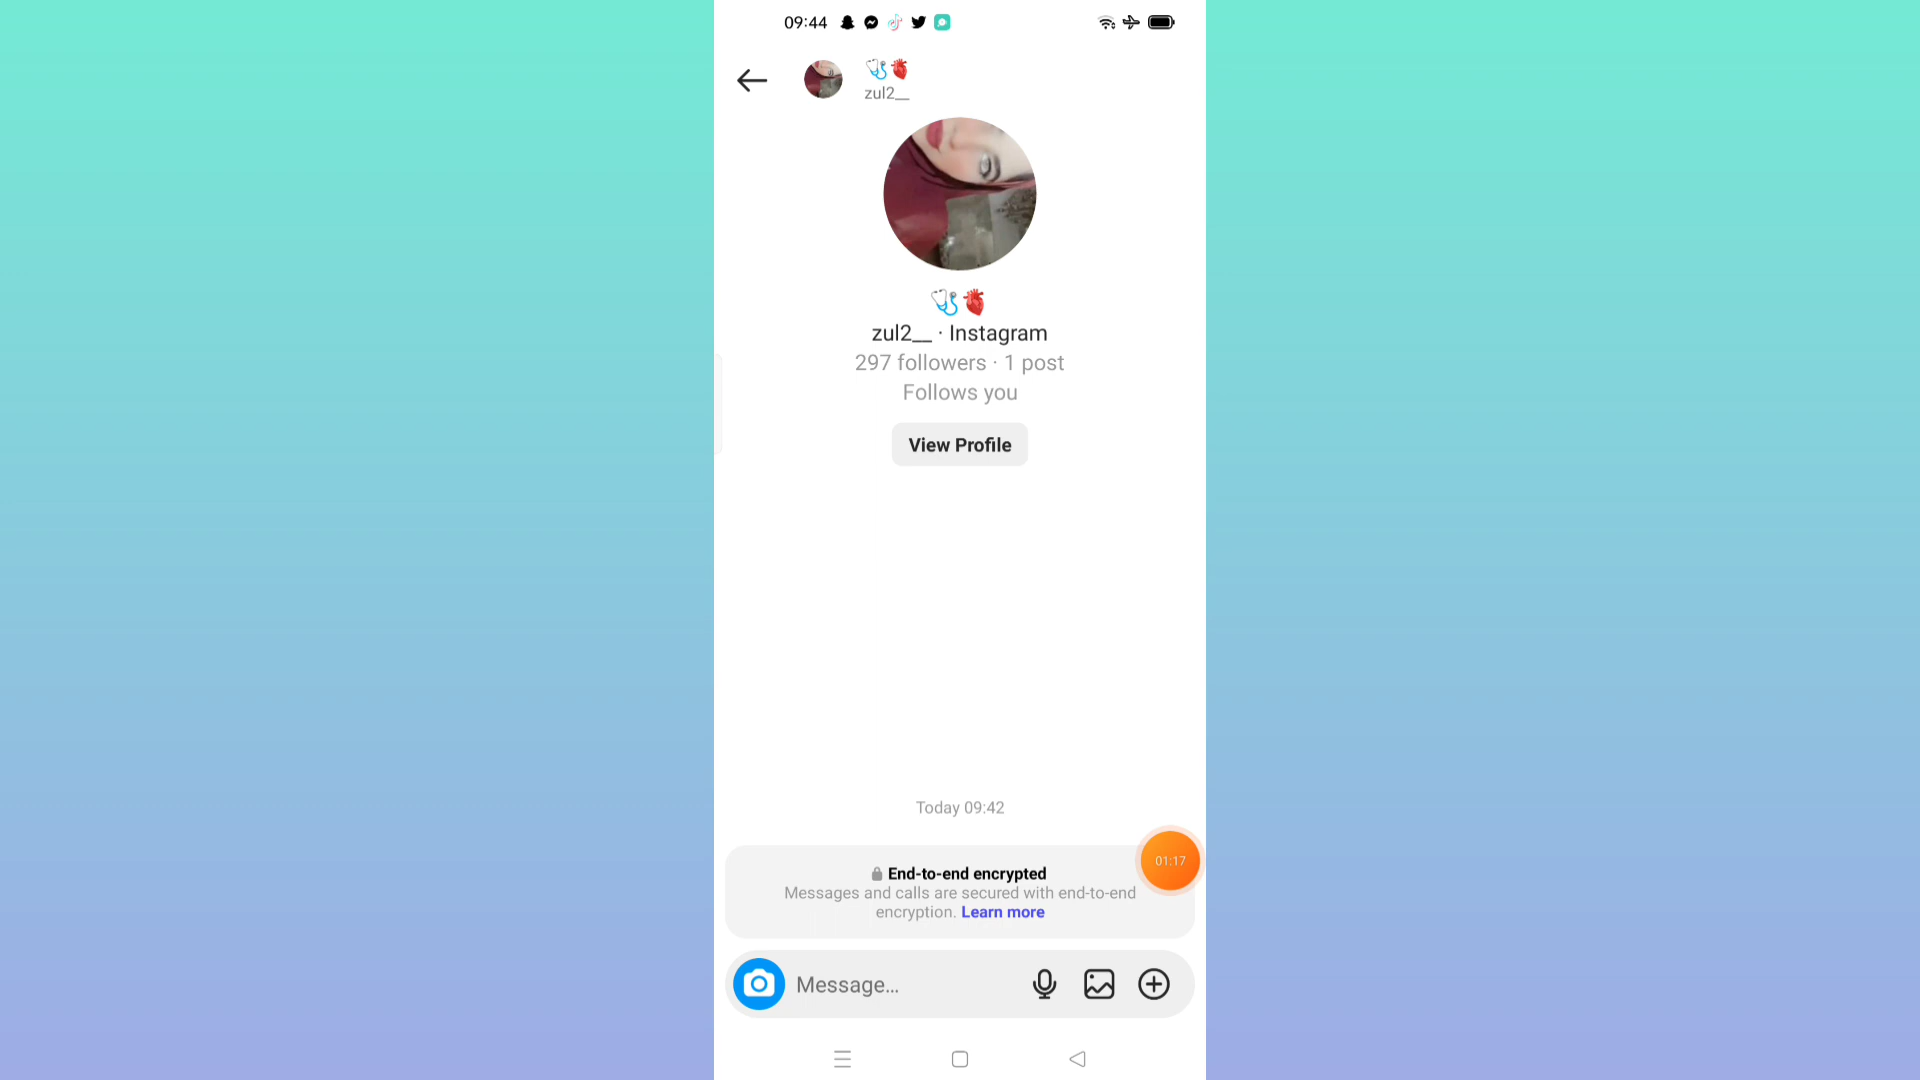 09:44
🩺🫀
zul2__
🩺🫀
zul2__ · Instagram
297 followers · 1 post
Follows you
View Profile
Today 09:42
End-to-end encrypted
01:17
Messages and calls are secured with end-to-end
encryption. Learn more
Message...